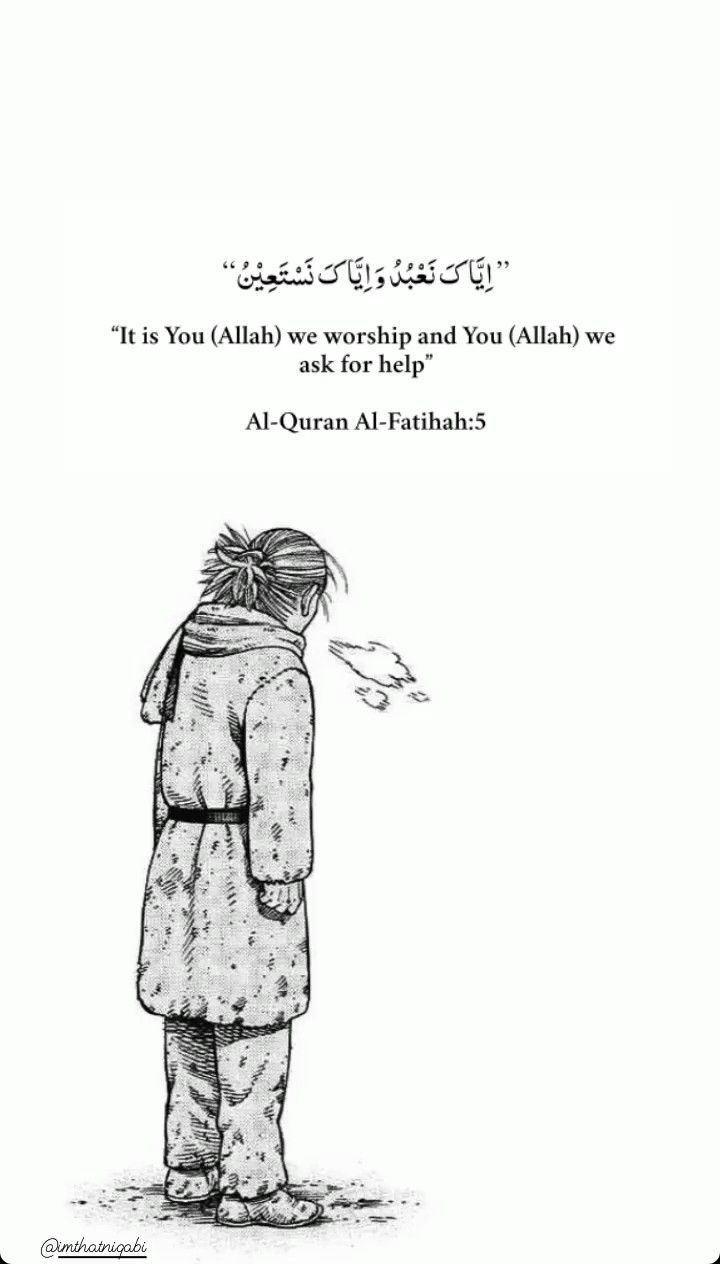 ”اِيَّاكَ نَعْبُدُ وَاِيَّاكَ نَسْتَعِيْنُ“
“It is You (Allah) we worship and You (Allah) we
ask for help”
Al-Quran Al-Fatihah:5
@imthatniqabi